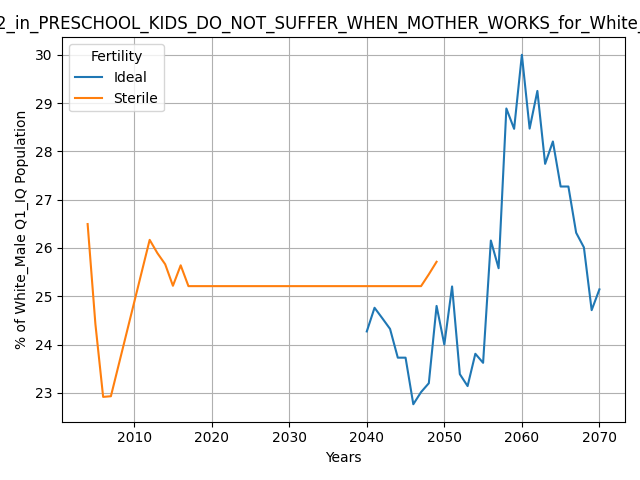 2_in_PRESCHOOL_KIDS_DO_NOT_SUFFER_WHEN_MOTHER_WORKS_for_White_
Fertility
Ideal
Sterile
% of White_Male Q1_IQ Population
30
29
28
27
26
25
24
23
2010 2020 2030 2040 2050 2060 2070
Years